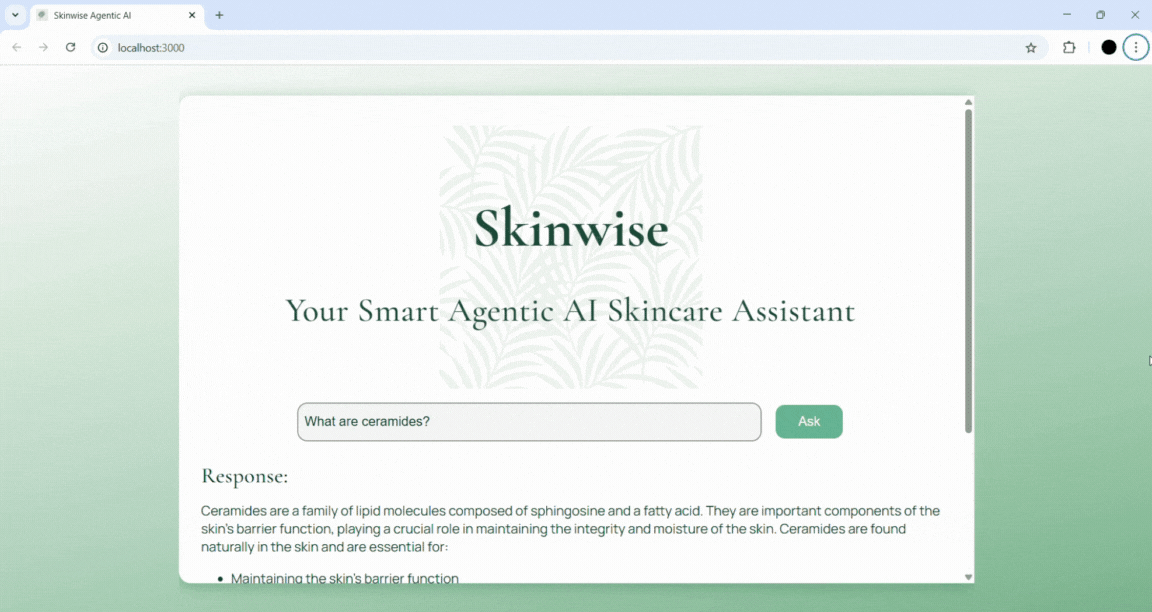 Skinwise Agentic AI
localhost:3000
Skinwise
Your Smart Agentic AI Skincare Assistant
What are ceramides?
Ask
Response:
Ceramides are a family of lipid molecules composed of sphingosine and a fatty acid. They are important components of the
skin's barrier function, playing a crucial role in maintaining the integrity and moisture of the skin. Ceramides are found
naturally in the skin and are essential for:
• Maintaining the skin's barrier function